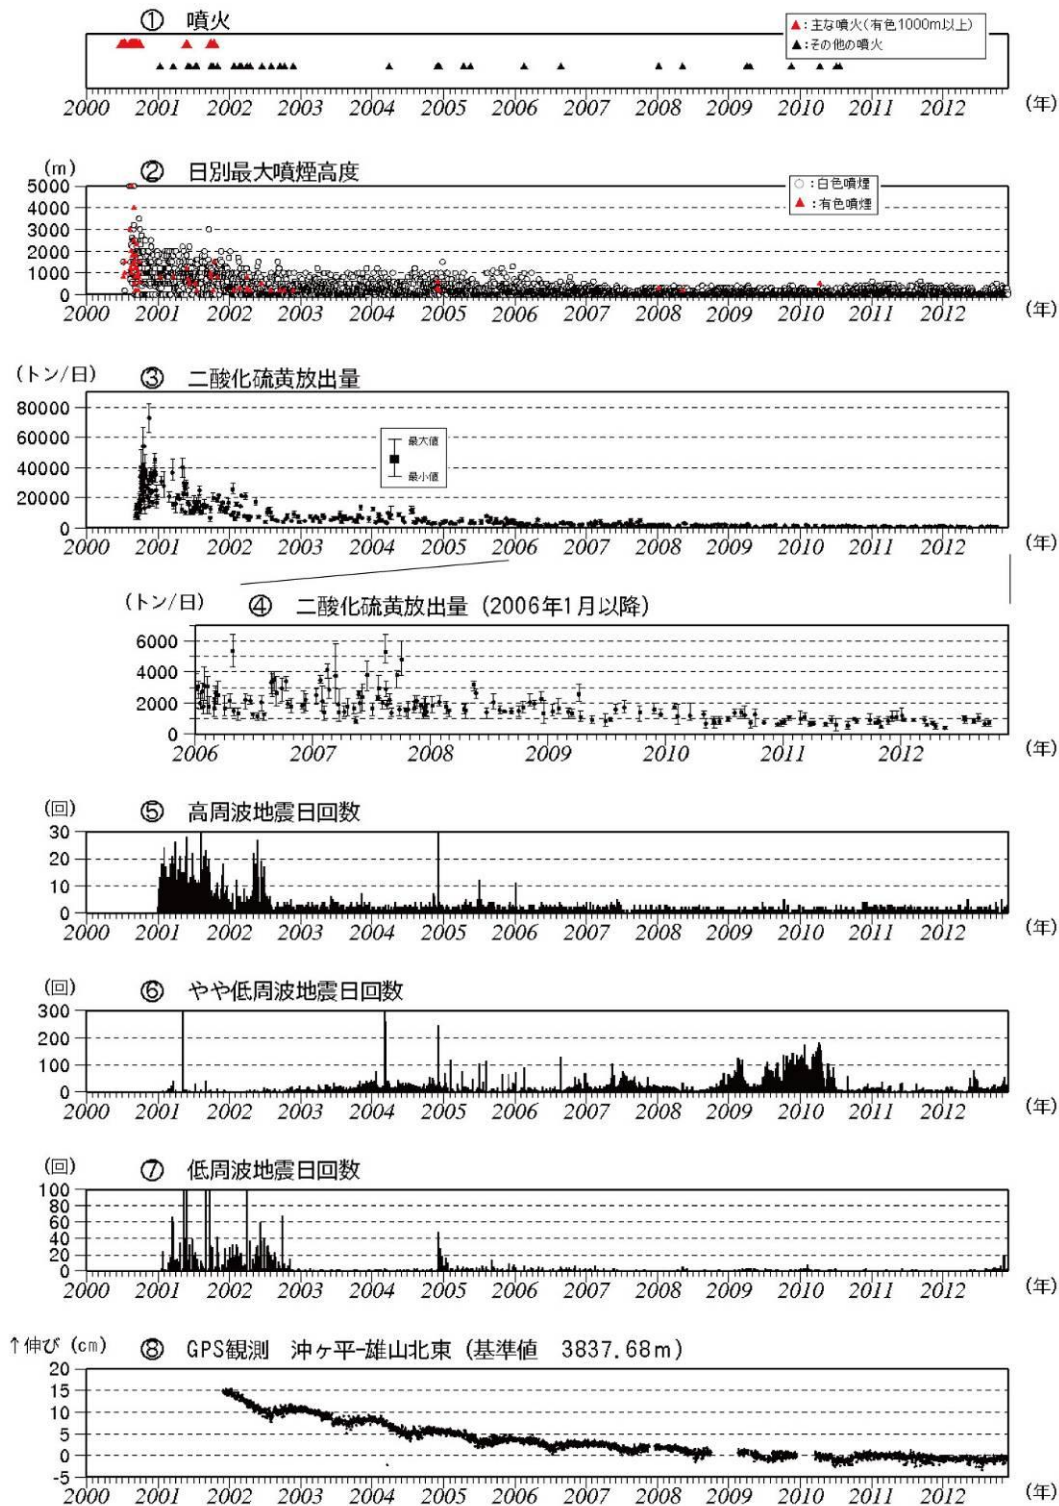 ① 噴火
▲：主な噴火(有色1000m以上)
▲：その他の噴火
2000 2001 2002 2003 2004 2005 2006 2007 2008 2009 2010 2011 2012 (年)
(m) ② 日別最大噴煙高度
○：白色噴煙
▲：有色噴煙
5000
4000
3000
2000
1000
0
2000 2001 2002 2003 2004 2005 2006 2007 2008 2009 2010 2011 2012 (年)
(トン/日) ③ 二酸化硫黄放出量
80000
60000
40000
20000
0
最大値
最小値
2000 2001 2002 2003 2004 2005 2006 2007 2008 2009 2010 2011 2012 (年)
(トン/日) ④ 二酸化硫黄放出量 (2006年1月以降)
6000
4000
2000
0
2006 2007 2008 2009 2010 2011 2012 (年)
(回) ⑤ 高周波地震日回数
30
20
10
0
2000 2001 2002 2003 2004 2005 2006 2007 2008 2009 2010 2011 2012 (年)
(回) ⑥ やや低周波地震日回数
300
200
100
0
2000 2001 2002 2003 2004 2005 2006 2007 2008 2009 2010 2011 2012 (年)
(回) ⑦ 低周波地震日回数
100
80
60
40
20
0
2000 2001 2002 2003 2004 2005 2006 2007 2008 2009 2010 2011 2012 (年)
↑伸び (cm) ⑧ GPS観測 沖ヶ平-雄山北東 (基準値 3837.68m)
20
15
10
5
0
-5
2000 2001 2002 2003 2004 2005 2006 2007 2008 2009 2010 2011 2012 (年)